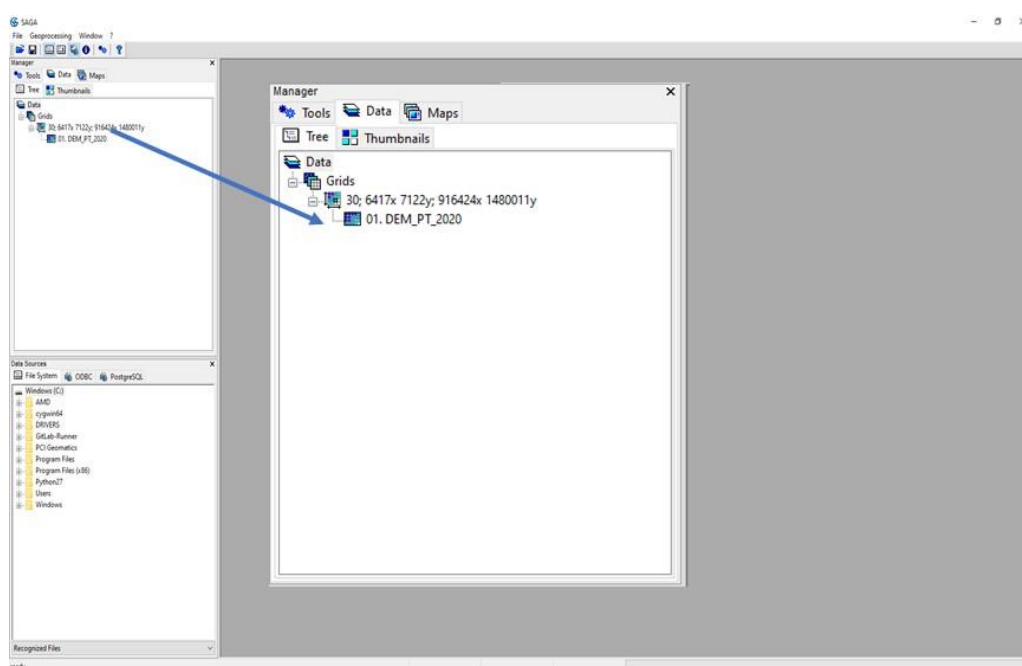 SAGA
File Geoprocessing Window ?
Manager
Tools Data Maps
Tree Thumbnails
Data
Grids
30; 6417x 7122y; 916424x 1480011y
01. DEM_PT_2020
Data Sources
File System ODBC PostgreSQL
Windows (C:)
AMD
cygwin64
DRIVERS
GitLab-Runner
PCI Geomatics
Program Files
Program Files (x86)
Python27
Users
Windows
Recognized Files
Manager
Tools Data Maps
Tree Thumbnails
Data
Grids
30; 6417x 7122y; 916424x 1480011y
01. DEM_PT_2020